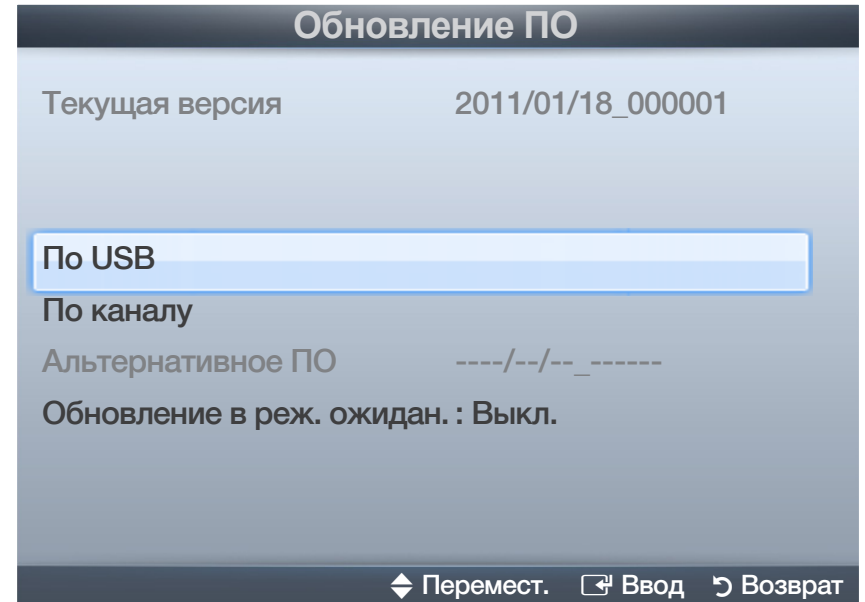 Обновление ПО
Текущая версия 2011/01/18_000001
По USB
По каналу
Альтернативное ПО ----/--/--_------
Обновление в реж. ожидан. : Выкл.
Перемест. Ввод Возврат